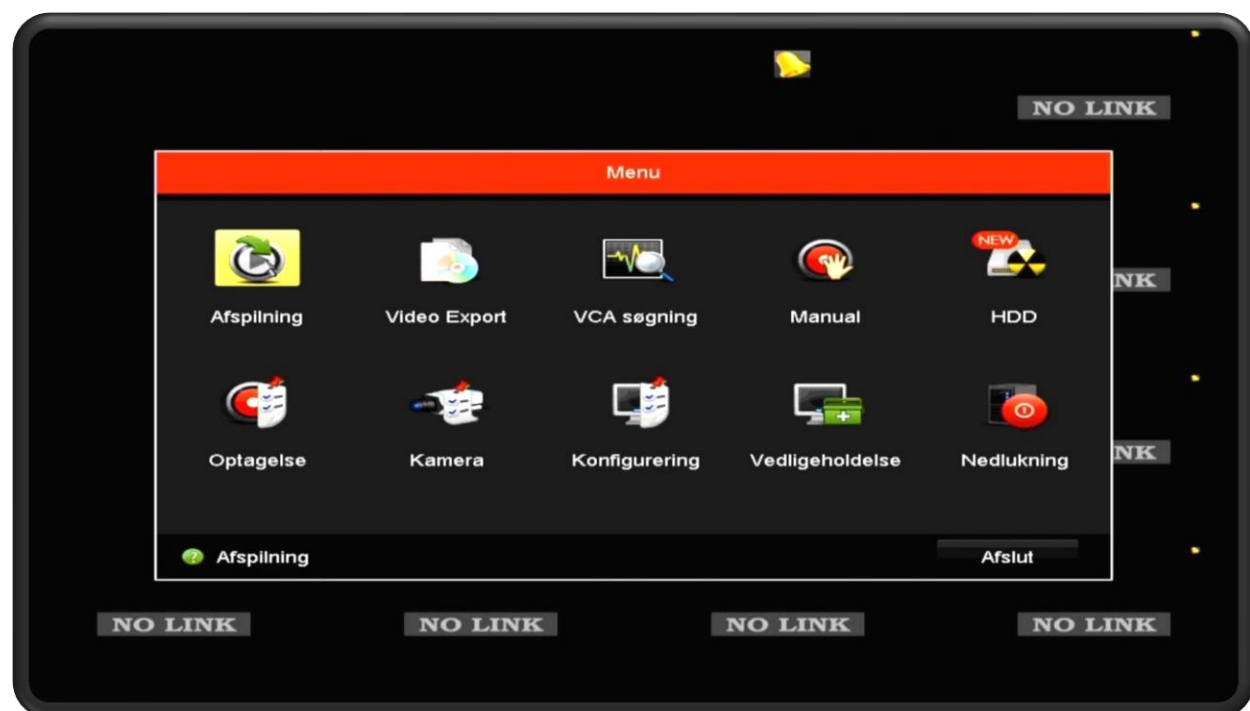 NO LINK
Menu
NEW
Afspilning Video Export VCA søgning Manual HDD
NK
Optagelse Kamera Konfigurering Vedligeholdelse Nedlukning
NK
Afspilning Afslut
NO LINK NO LINK NO LINK NO LINK